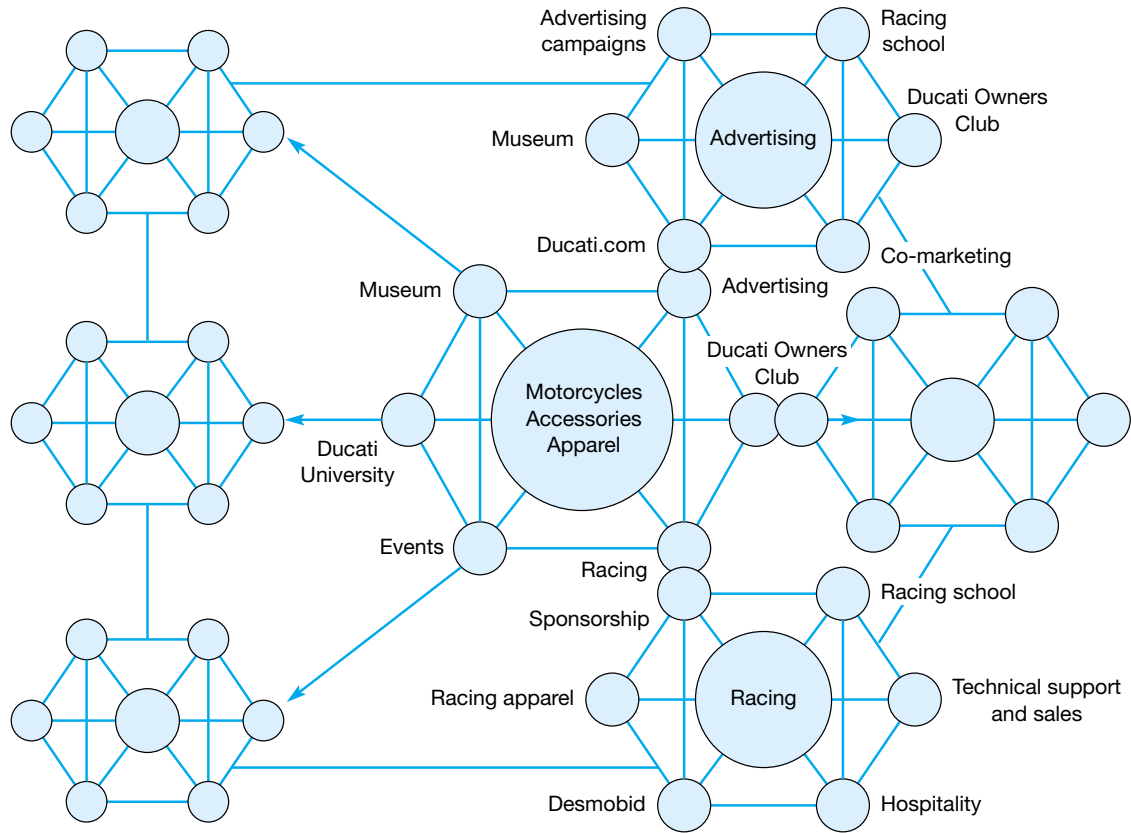 Advertising
campaigns
Racing
school
Ducati Owners
Club
Museum
Advertising
Ducati.com
Co-marketing
Museum
Advertising
Ducati Owners
Club
Motorcycles
Accessories
Apparel
Ducati
University
Events
Racing
Sponsorship
Racing school
Racing apparel
Racing
Technical support
and sales
Desmobid
Hospitality